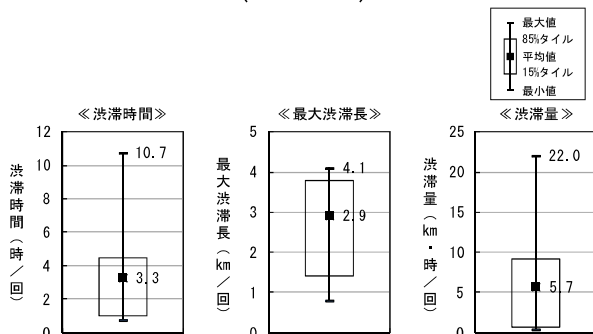 最大値
85%タイル
平均値
15%タイル
最小値
≪渋滞時間≫
渋滞時間(時/回)
12
10
8
6
4
2
0
10.7
3.3
≪最大渋滞長≫
最大渋滞長(km/回)
5
4
3
2
1
0
4.1
2.9
≪渋滞量≫
渋滞量(km・時/回)
25
20
15
10
5
0
22.0
5.7